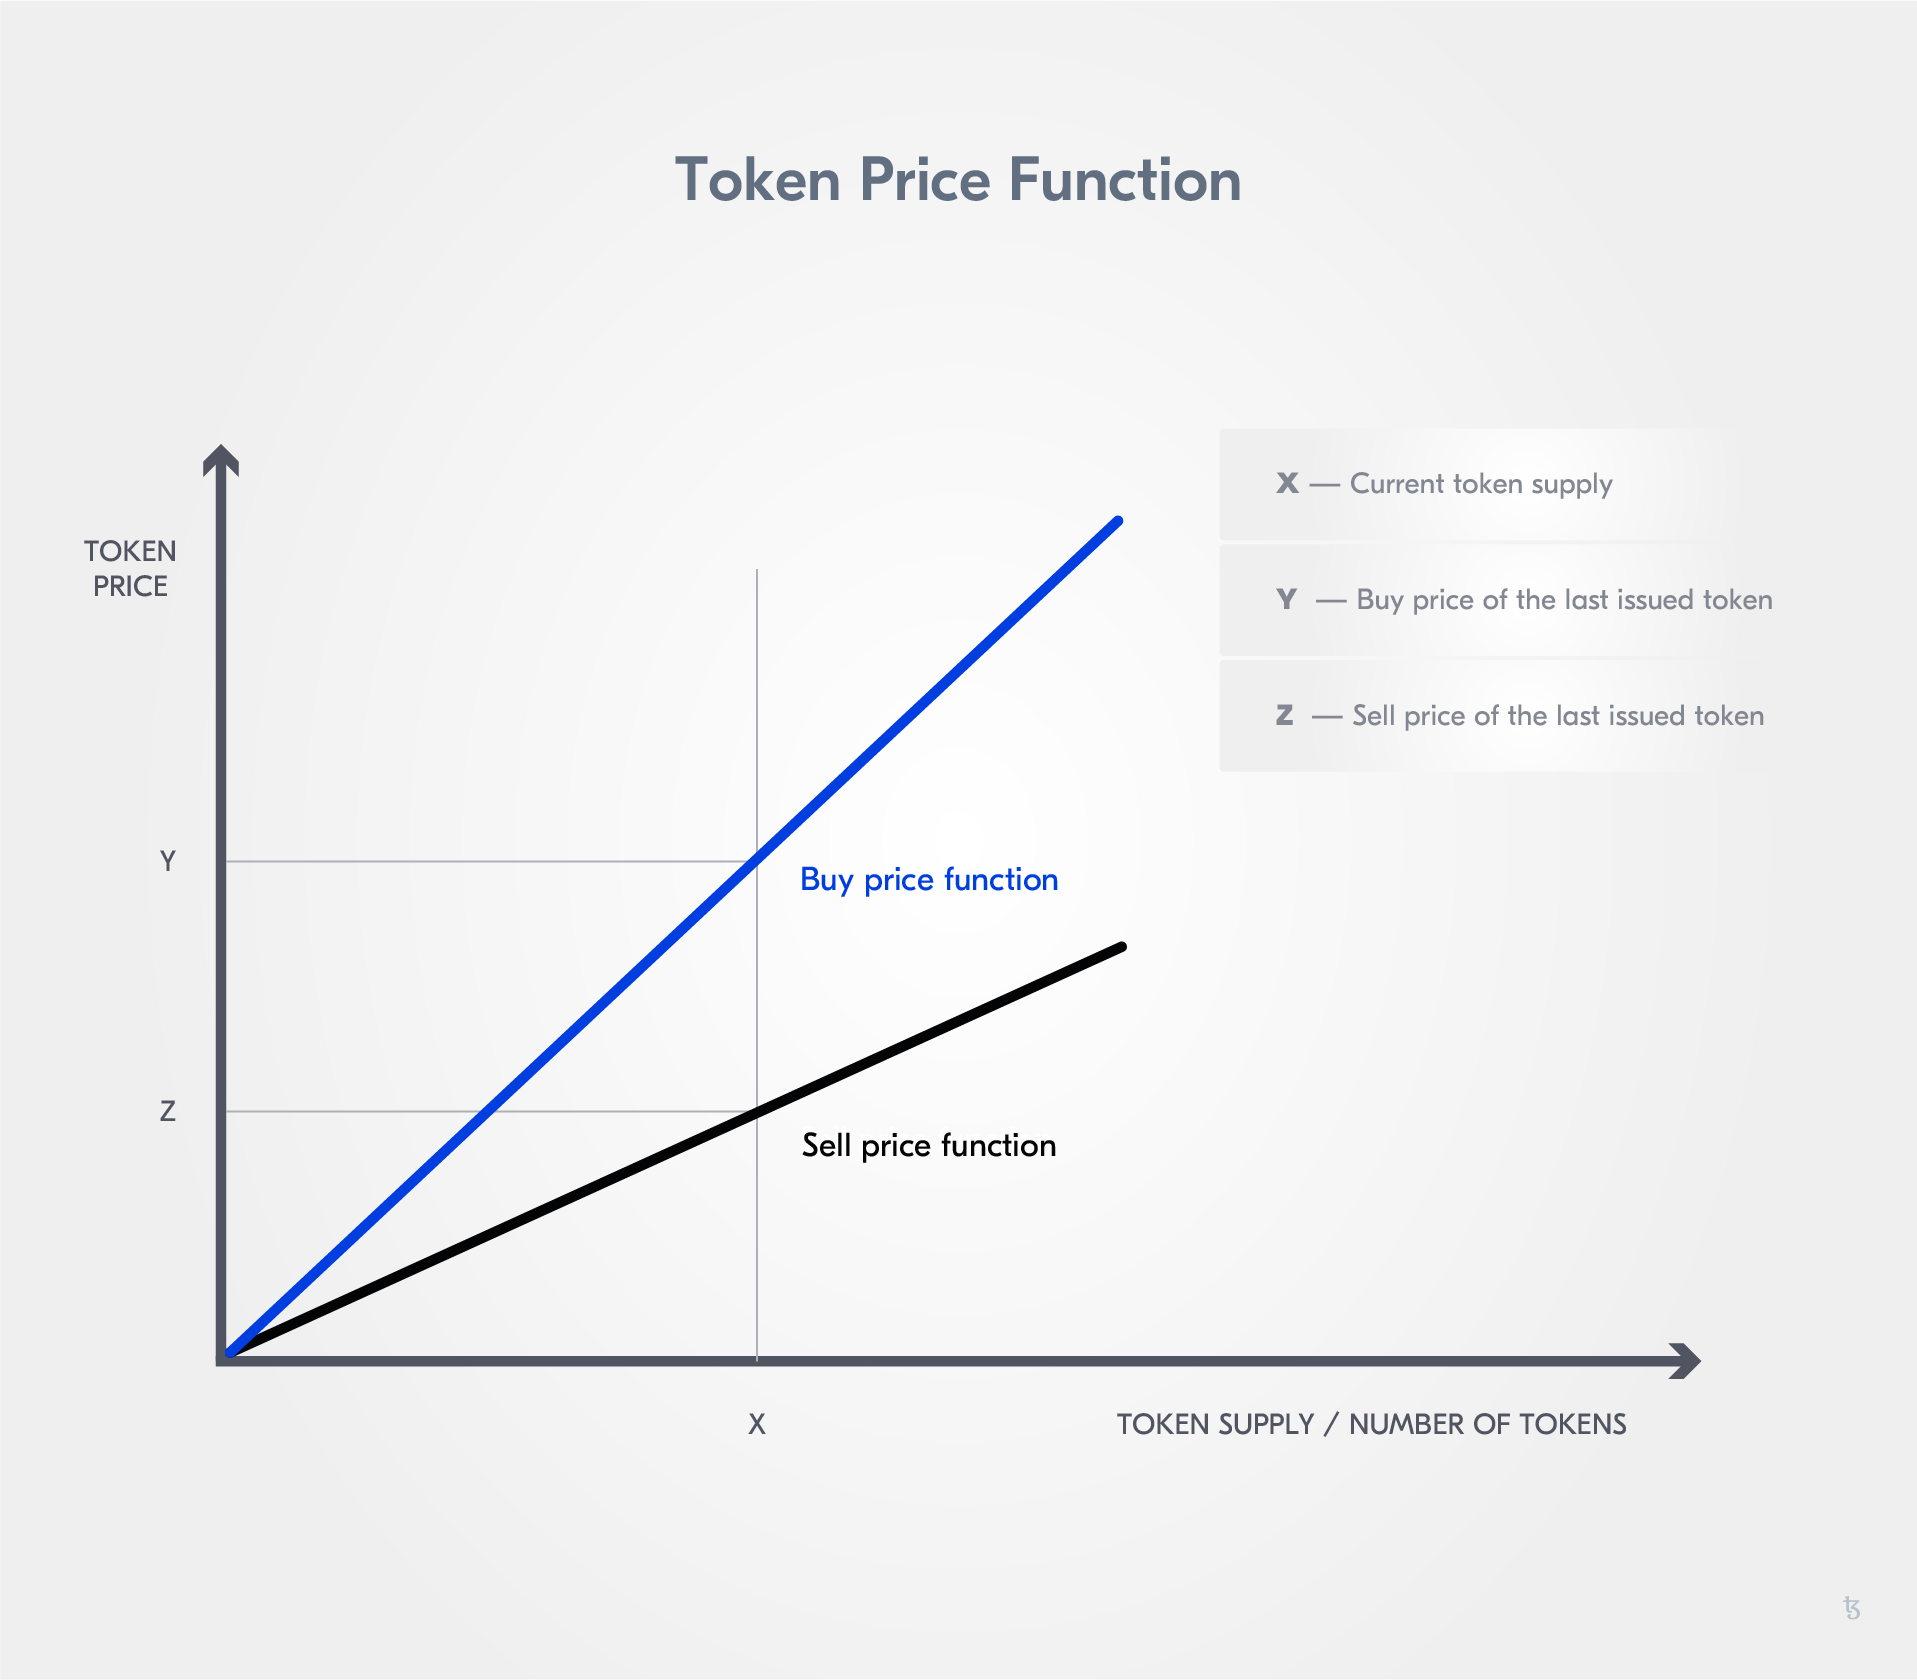 Token Price Function
TOKEN
PRICE
X — Current token supply
Y — Buy price of the last issued token
Z — Sell price of the last issued token
Y
Buy price function
Z
Sell price function
X
TOKEN SUPPLY / NUMBER OF TOKENS
ꜩ